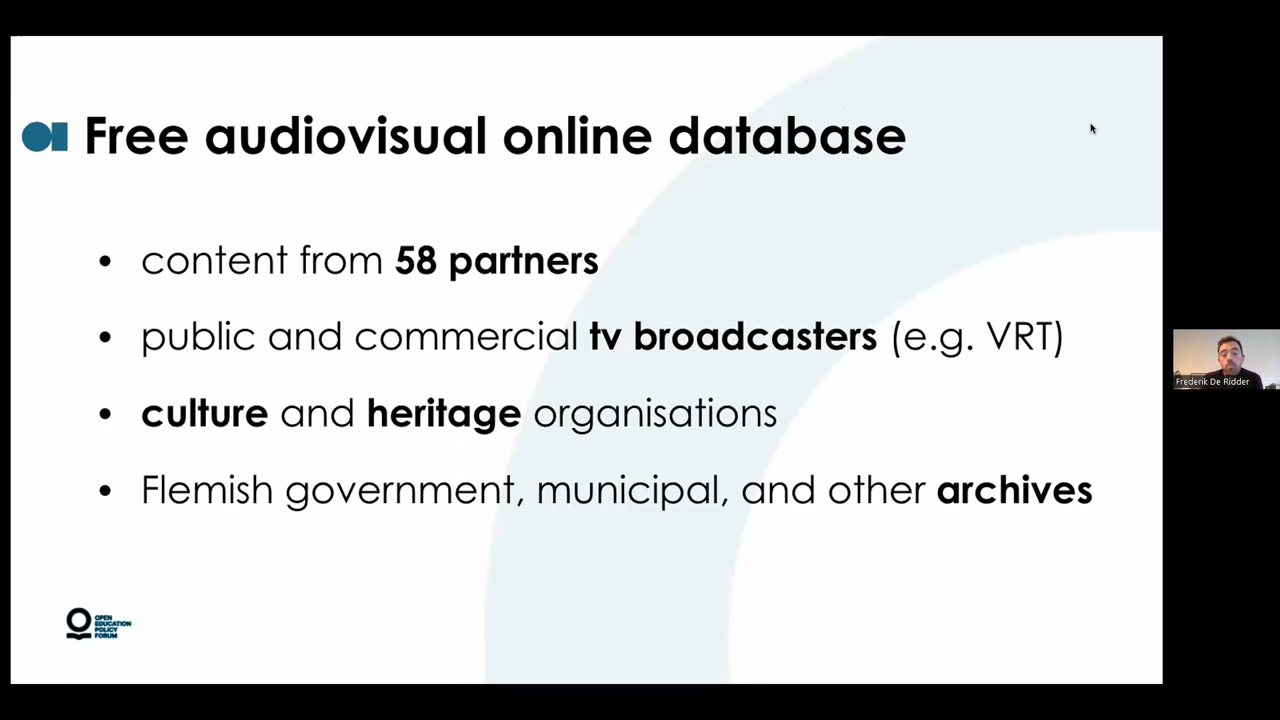 Free audiovisual online database
• content from 58 partners
• public and commercial tv broadcasters (e.g. VRT)
• culture and heritage organisations
• Flemish government, municipal, and other archives
OPEN
EDUCATION
POLICY
FORUM
Frederik De Ridder